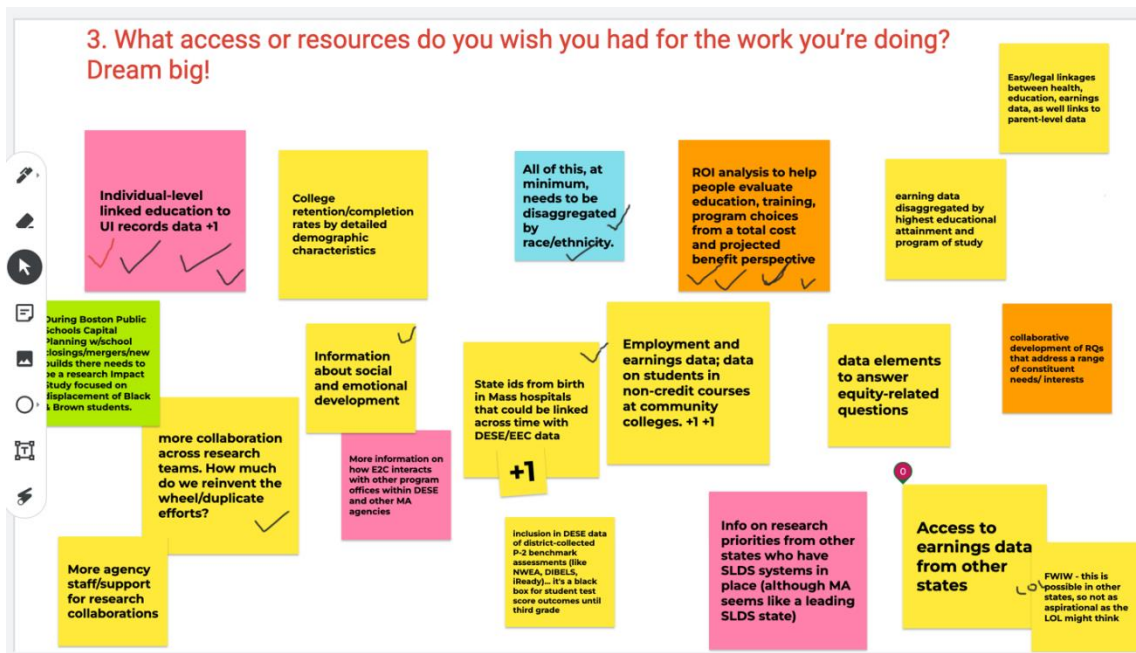 3. What access or resources do you wish you had for the work you're doing?
Dream big!
Easy/legal linkages
between health,
education, earnings
data, as well links to
parent-level data
Individual-level
linked education to
UI records data +1
College
retention/completion
rates by detailed
demographic
characteristics
All of this, at
minimum,
needs to be
disaggregated
by
race/ethnicity.
ROI analysis to help
people evaluate
education, training,
program choices
from a total cost
and projected
benefit perspective
earning data
disaggregated by
highest educational
attainment and
program of study
During Boston Public
Schools Capital
Planning w/school
closings/mergers/new
builds there needs to
be a research Impact
Study focused on
displacement of Black
& Brown students.
Information
about social
and emotional
development
State ids from birth
in Mass hospitals
that could be linked
across time with
DESE/EEC data
+1
Employment and
earnings data; data
on students in
non-credit courses
at community
colleges. +1 +1
data elements
to answer
equity-related
questions
collaborative
development of RQs
that address a range
of constituent
needs/ interests
more collaboration
across research
teams. How much
do we reinvent the
wheel/duplicate
efforts?
More information on
how E2C interacts
with other program
offices within DESE
and other MA
agencies
More agency
staff/support
for research
collaborations
inclusion in DESE data
of district-collected
P-2 benchmark
assessments (like
NWEA, DIBELS,
iReady)... it's a black
box for student test
score outcomes until
third grade
Info on research
priorities from other
states who have
SLDS systems in
place (although MA
seems like a leading
SLDS state)
0
Access to
earnings data
from other
states
LOL
FWIW - this is
possible in other
states, so not as
aspirational as the
LOL might think